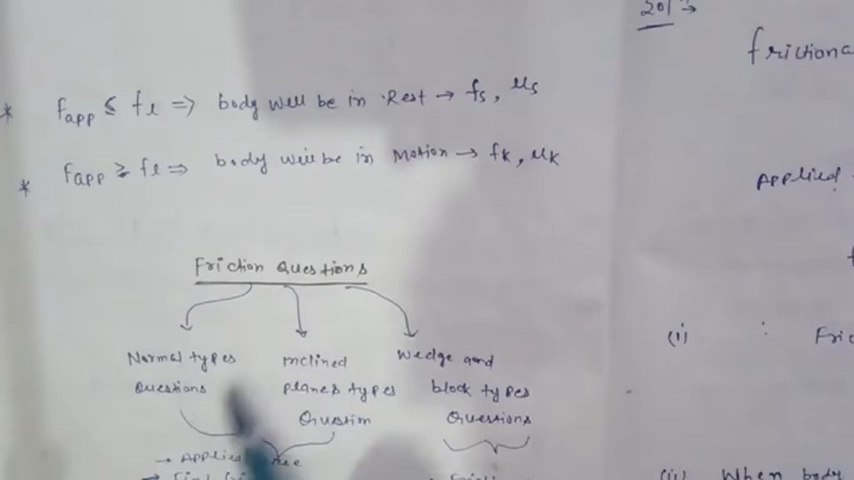 * Fapp ≤ fl ⇒ body will be in Rest → fs, μs
* Fapp ≥ fl ⇒ body will be in Motion → fk, μk
Friction Questions
Normal types Questions
Inclined planes types Question
Wedge and block types Questions
→ Applied
201 →
frictiona
Applied
(i) : Fric
(ii) When body